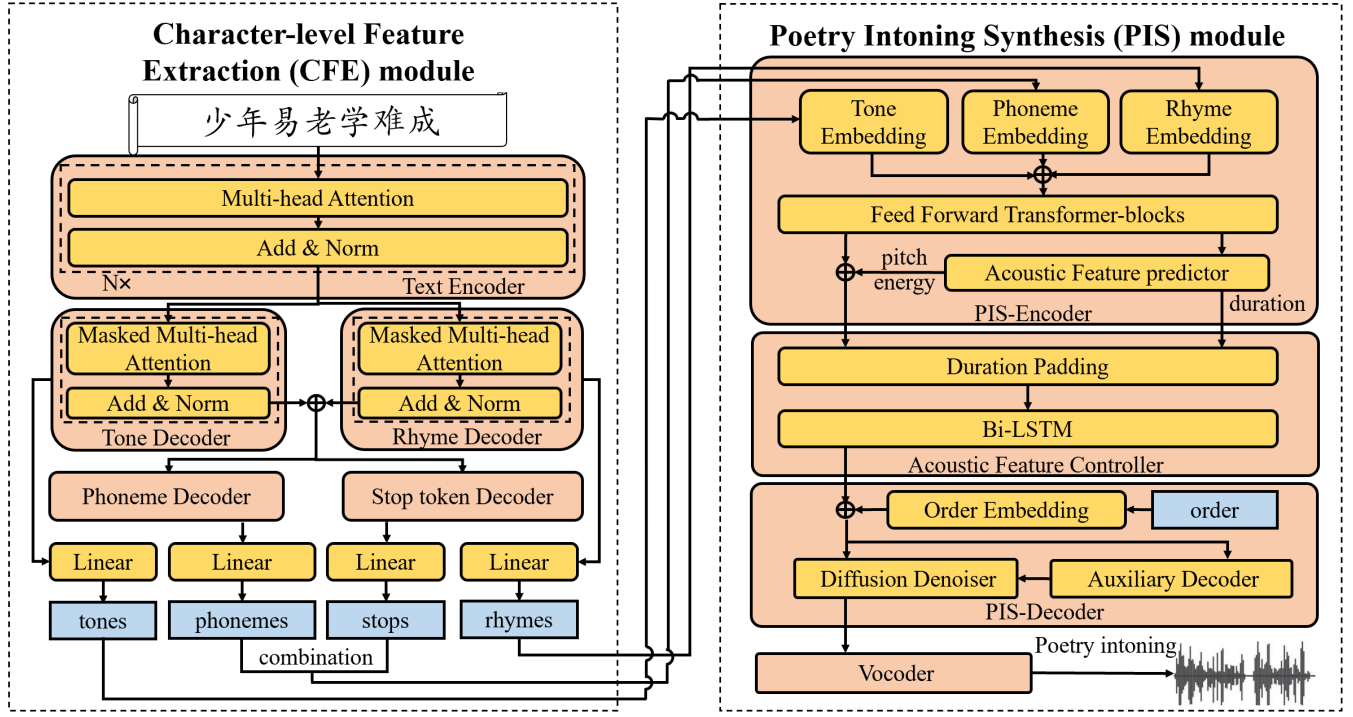 Character-level Feature
Extraction (CFE) module
少年易老学难成
Multi-head Attention
Add & Norm
N×
Text Encoder
Masked Multi-head
Attention
Add & Norm
Tone Decoder
Masked Multi-head
Attention
Add & Norm
Rhyme Decoder
Phoneme Decoder
Stop token Decoder
Linear
Linear
Linear
Linear
tones
phonemes
stops
rhymes
combination
Poetry Intoning Synthesis (PIS) module
Tone
Embedding
Phoneme
Embedding
Rhyme
Embedding
Feed Forward Transformer-blocks
pitch
energy
Acoustic Feature predictor
duration
PIS-Encoder
Duration Padding
Bi-LSTM
Acoustic Feature Controller
Order Embedding
order
Diffusion Denoiser
Auxiliary Decoder
PIS-Decoder
Vocoder
Poetry intoning